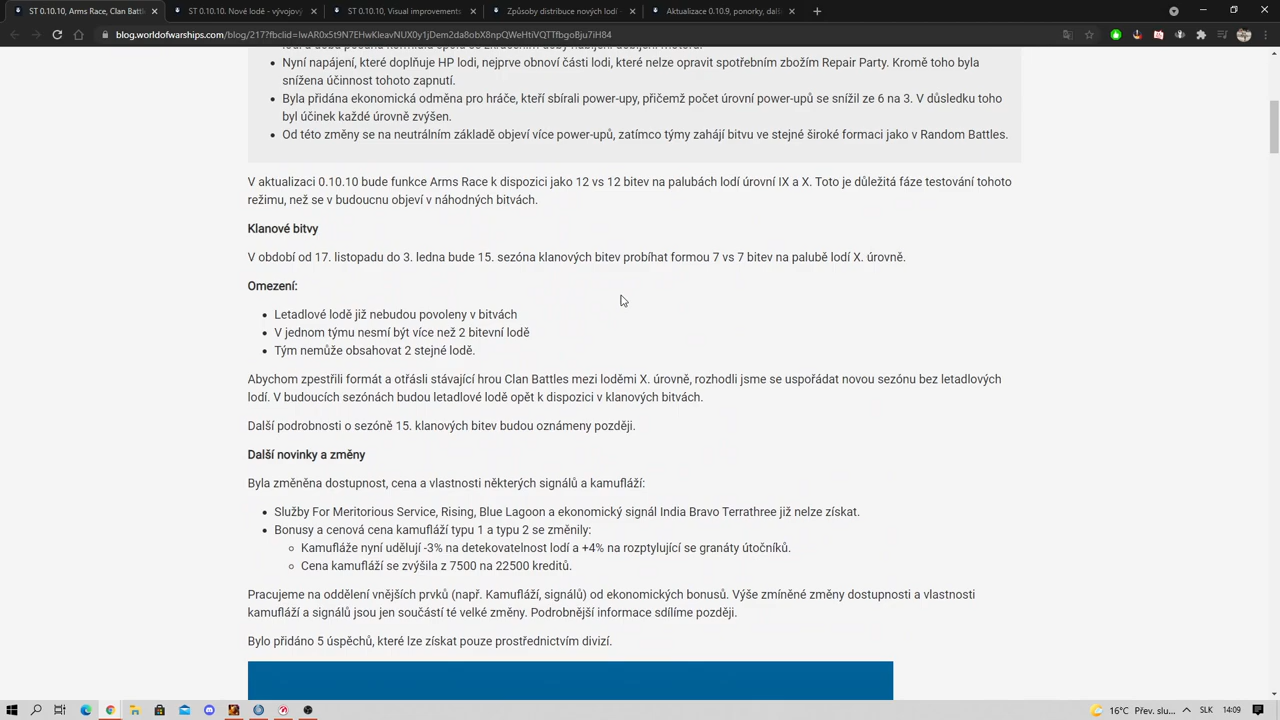 ST 0.10.10, Arms Race, Clan Battl
ST 0.10.10, Nové lodě - vývojový
ST 0.10.10, Visual improvements
Způsoby distribuce nových lodí
Aktualizace 0.10.9, ponorky, dal
blog.worldofwarships.com/blog/217?fbclid=IwAR0x5t9N7EHwKleavNUX0y1jDem2da8obX8npQWeHtiVQTTfbgoBju7iH84
Nyní napájení, které doplňuje HP lodi, nejprve obnoví části lodi, které nelze opravit spotřebním zbožím Repair Party. Kromě toho byla
snížena účinnost tohoto zapnutí.
Byla přidána ekonomická odměna pro hráče, kteří sbírali power-upy, přičemž počet úrovní power-upů se snížil ze 6 na 3. V důsledku toho
byl účinek každé úrovně zvýšen.
Od této změny se na neutrálním základě objeví více power-upů, zatímco týmy zahájí bitvu ve stejné široké formaci jako v Random Battles.
V aktualizaci 0.10.10 bude funkce Arms Race k dispozici jako 12 vs 12 bitev na palubách lodí úrovní IX a X. Toto je důležitá fáze testování tohoto
režimu, než se v budoucnu objeví v náhodných bitvách.
Klanové bitvy
V období od 17. listopadu do 3. ledna bude 15. sezóna klanových bitev probíhat formou 7 vs 7 bitev na palubě lodí X. úrovně.
Omezení:
Letadlové lodě již nebudou povoleny v bitvách
V jednom týmu nesmí být více než 2 bitevní lodě
Tým nemůže obsahovat 2 stejné lodě.
Abychom zpestřili formát a otřásli stávající hrou Clan Battles mezi loděmi X. úrovně, rozhodli jsme se uspořádat novou sezónu bez letadlových
lodí. V budoucích sezónách budou letadlové lodě opět k dispozici v klanových bitvách.
Další podrobnosti o sezóně 15. klanových bitev budou oznámeny později.
Další novinky a změny
Byla změněna dostupnost, cena a vlastnosti některých signálů a kamufláží:
Služby For Meritorious Service, Rising, Blue Lagoon a ekonomický signál India Bravo Terrathree již nelze získat.
Bonusy a cenová cena kamufláží typu 1 a typu 2 se změnily:
Kamufláže nyní udělují -3% na detekovatelnost lodí a +4% na rozptylující se granáty útočníků.
Cena kamufláží se zvýšila z 7500 na 22500 kreditů.
Pracujeme na oddělení vnějších prvků (např. Kamufláží, signálů) od ekonomických bonusů. Výše zmíněné změny dostupnosti a vlastností
kamufláží a signálů jsou jen součástí té velké změny. Podrobnější informace sdílíme později.
Bylo přidáno 5 úspěchů, které lze získat pouze prostřednictvím divizí.
16°C Přev. slu... SLK 14:09